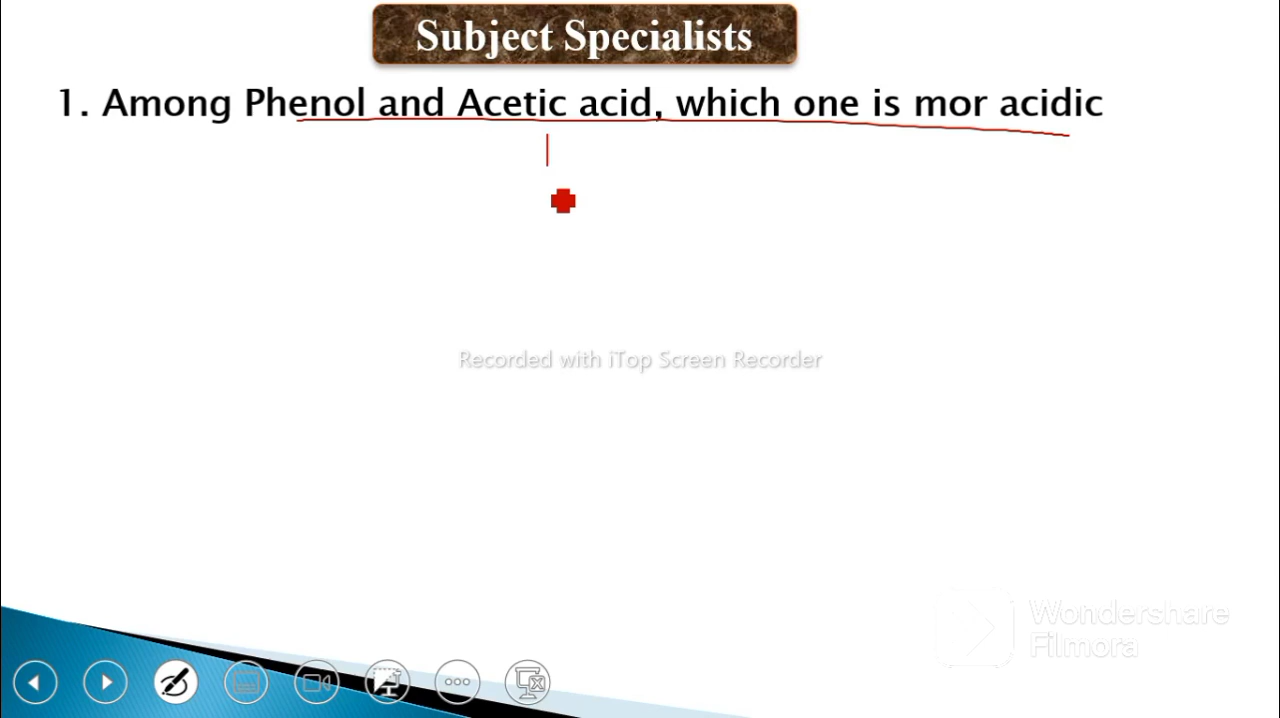 Subject Specialists
1. Among Phenol and Acetic acid, which one is mor acidic
Recorded with iTop Screen Recorder
Wondershare
Filmora